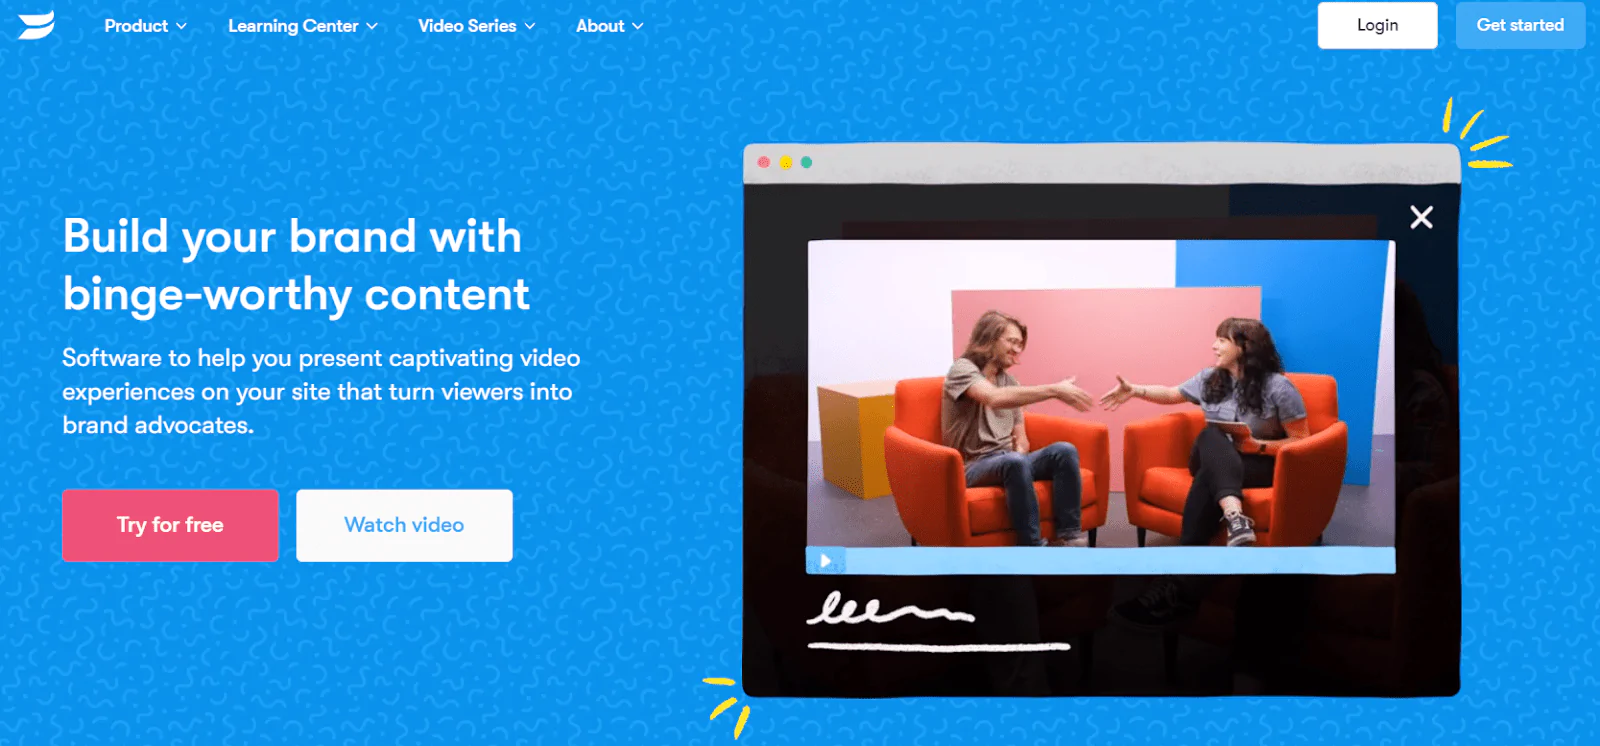 Product
Learning Center
Video Series
About
Login
Get started
Build your brand with
binge-worthy content
Software to help you present captivating video
experiences on your site that turn viewers into
brand advocates.
Try for free
Watch video